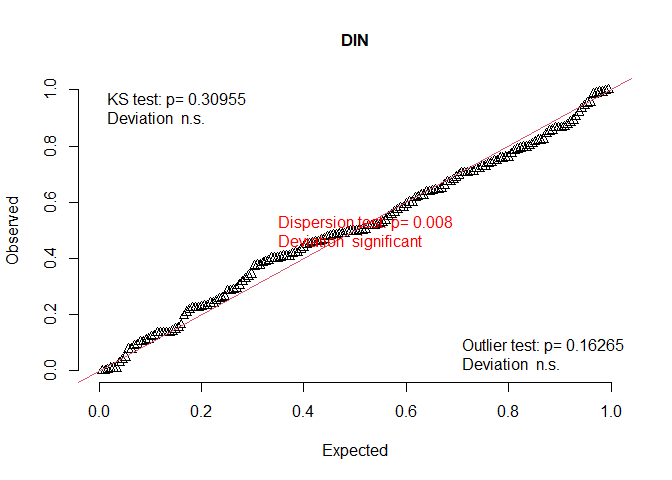 DIN
KS test: p= 0.30955
Deviation n.s.
Dispersion test: p= 0.008
Deviation significant
Outlier test: p= 0.16265
Deviation n.s.
Observed
0.0 0.2 0.4 0.6 0.8 1.0
0.0 0.2 0.4 0.6 0.8 1.0
Expected